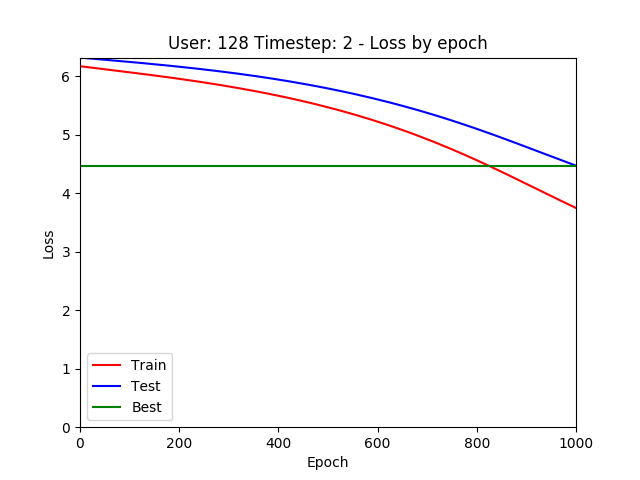 User: 128 Timestep: 2 - Loss by epoch
6
5
4
3
2
1
0
Loss
Train
Test
Best
0 200 400 600 800 1000
Epoch